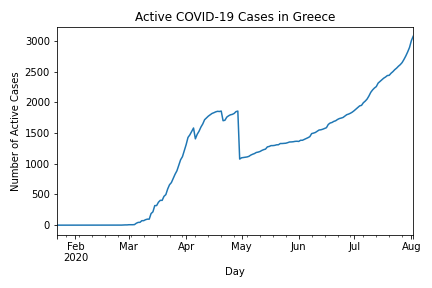 Active COVID-19 Cases in Greece
Number of Active Cases
3000
2500
2000
1500
1000
500
0
Feb Mar Apr May Jun Jul Aug
2020
Day